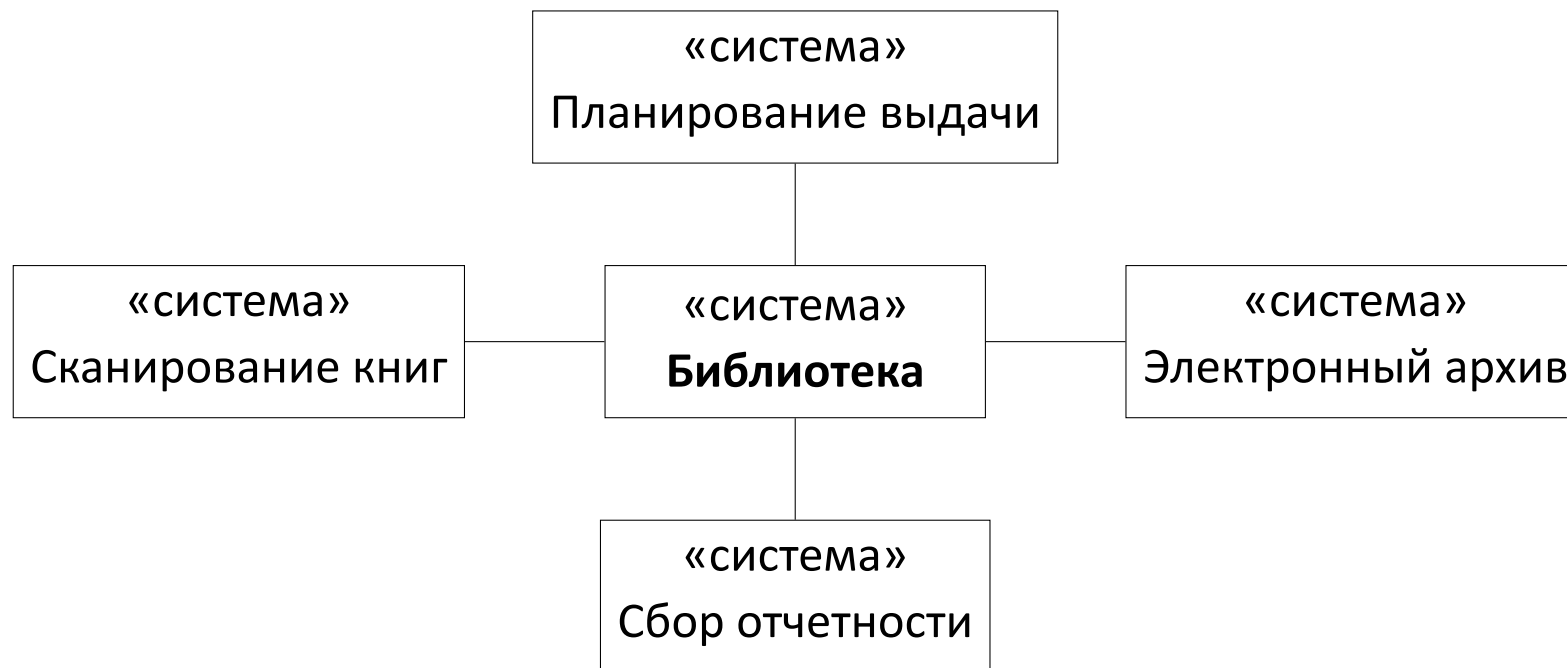 «система»
Планирование выдачи
«система»
Сканирование книг
«система»
Библиотека
«система»
Электронный архив
«система»
Сбор отчетности